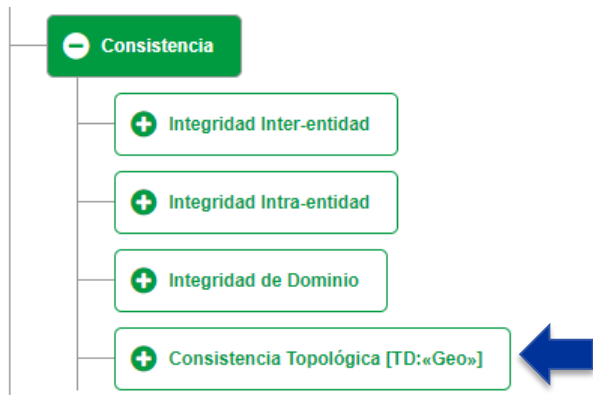 Consistencia
Integridad Inter-entidad
Integridad Intra-entidad
Integridad de Dominio
Consistencia Topológica [TD:«Geo»]